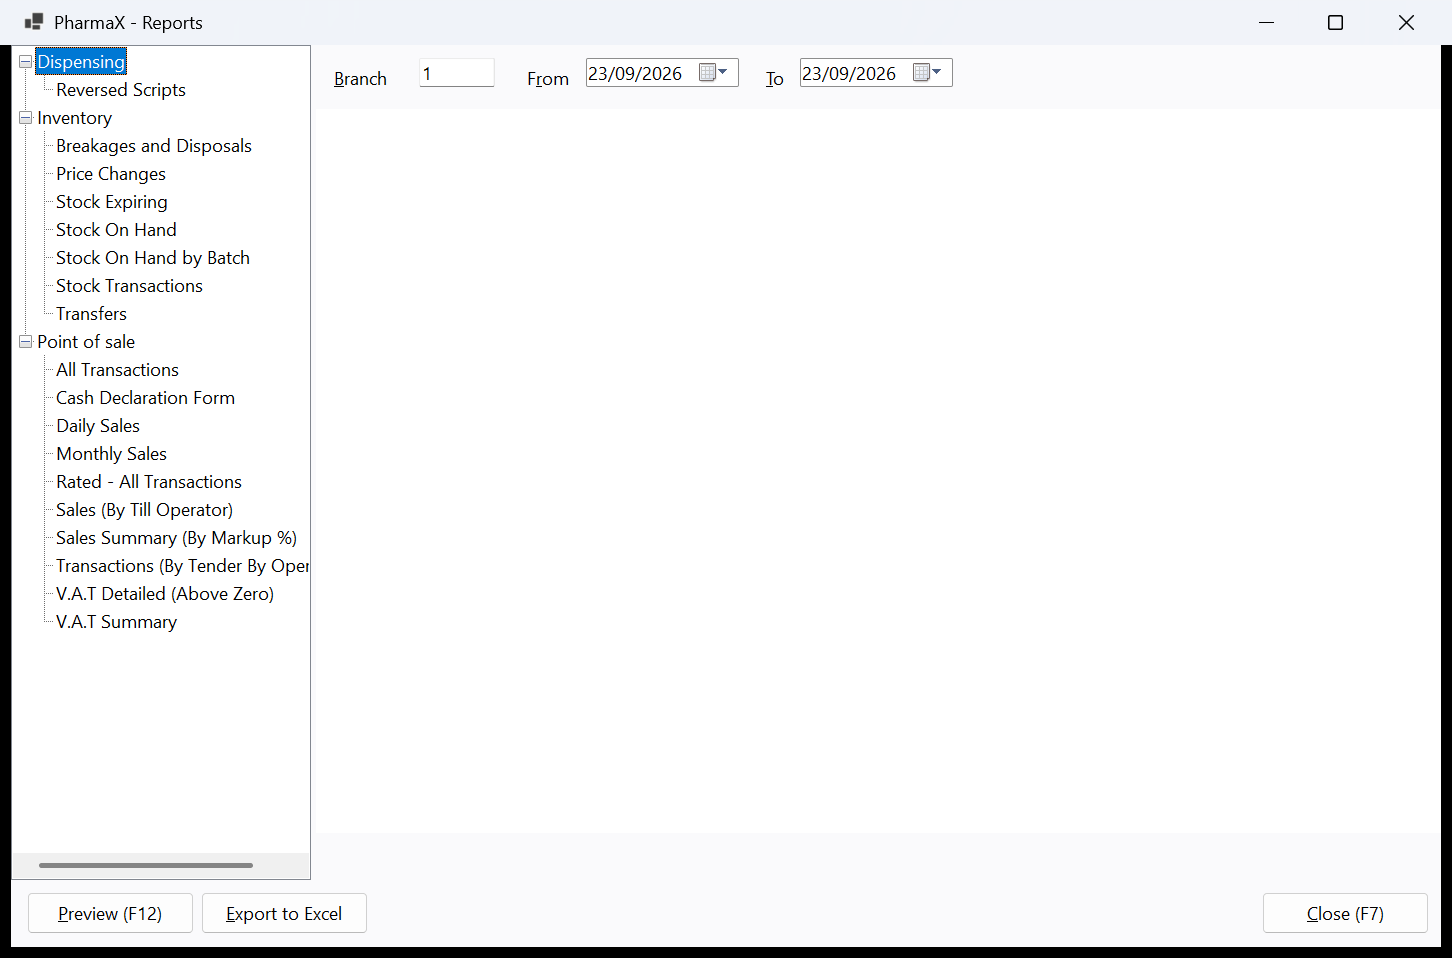 PharmaX - Reports
Dispensing
Reversed Scripts
Inventory
Breakages and Disposals
Price Changes
Stock Expiring
Stock On Hand
Stock On Hand by Batch
Stock Transactions
Transfers
Point of sale
All Transactions
Cash Declaration Form
Daily Sales
Monthly Sales
Rated - All Transactions
Sales (By Till Operator)
Sales Summary (By Markup %)
Transactions (By Tender By Oper
V.A.T Detailed (Above Zero)
V.A.T Summary
Branch 1 From 23/09/2026 To 23/09/2026
Preview (F12) Export to Excel Close (F7)